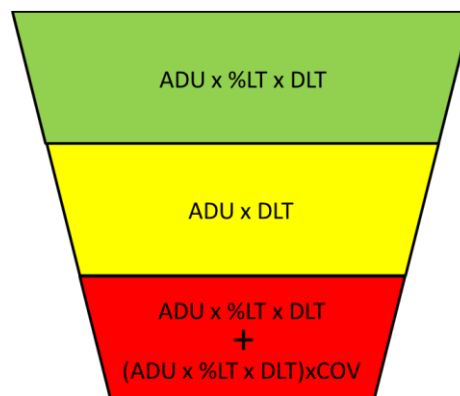 ADU x %LT x DLT
ADU x DLT
ADU x %LT x DLT
+
(ADU x %LT x DLT)xCOV